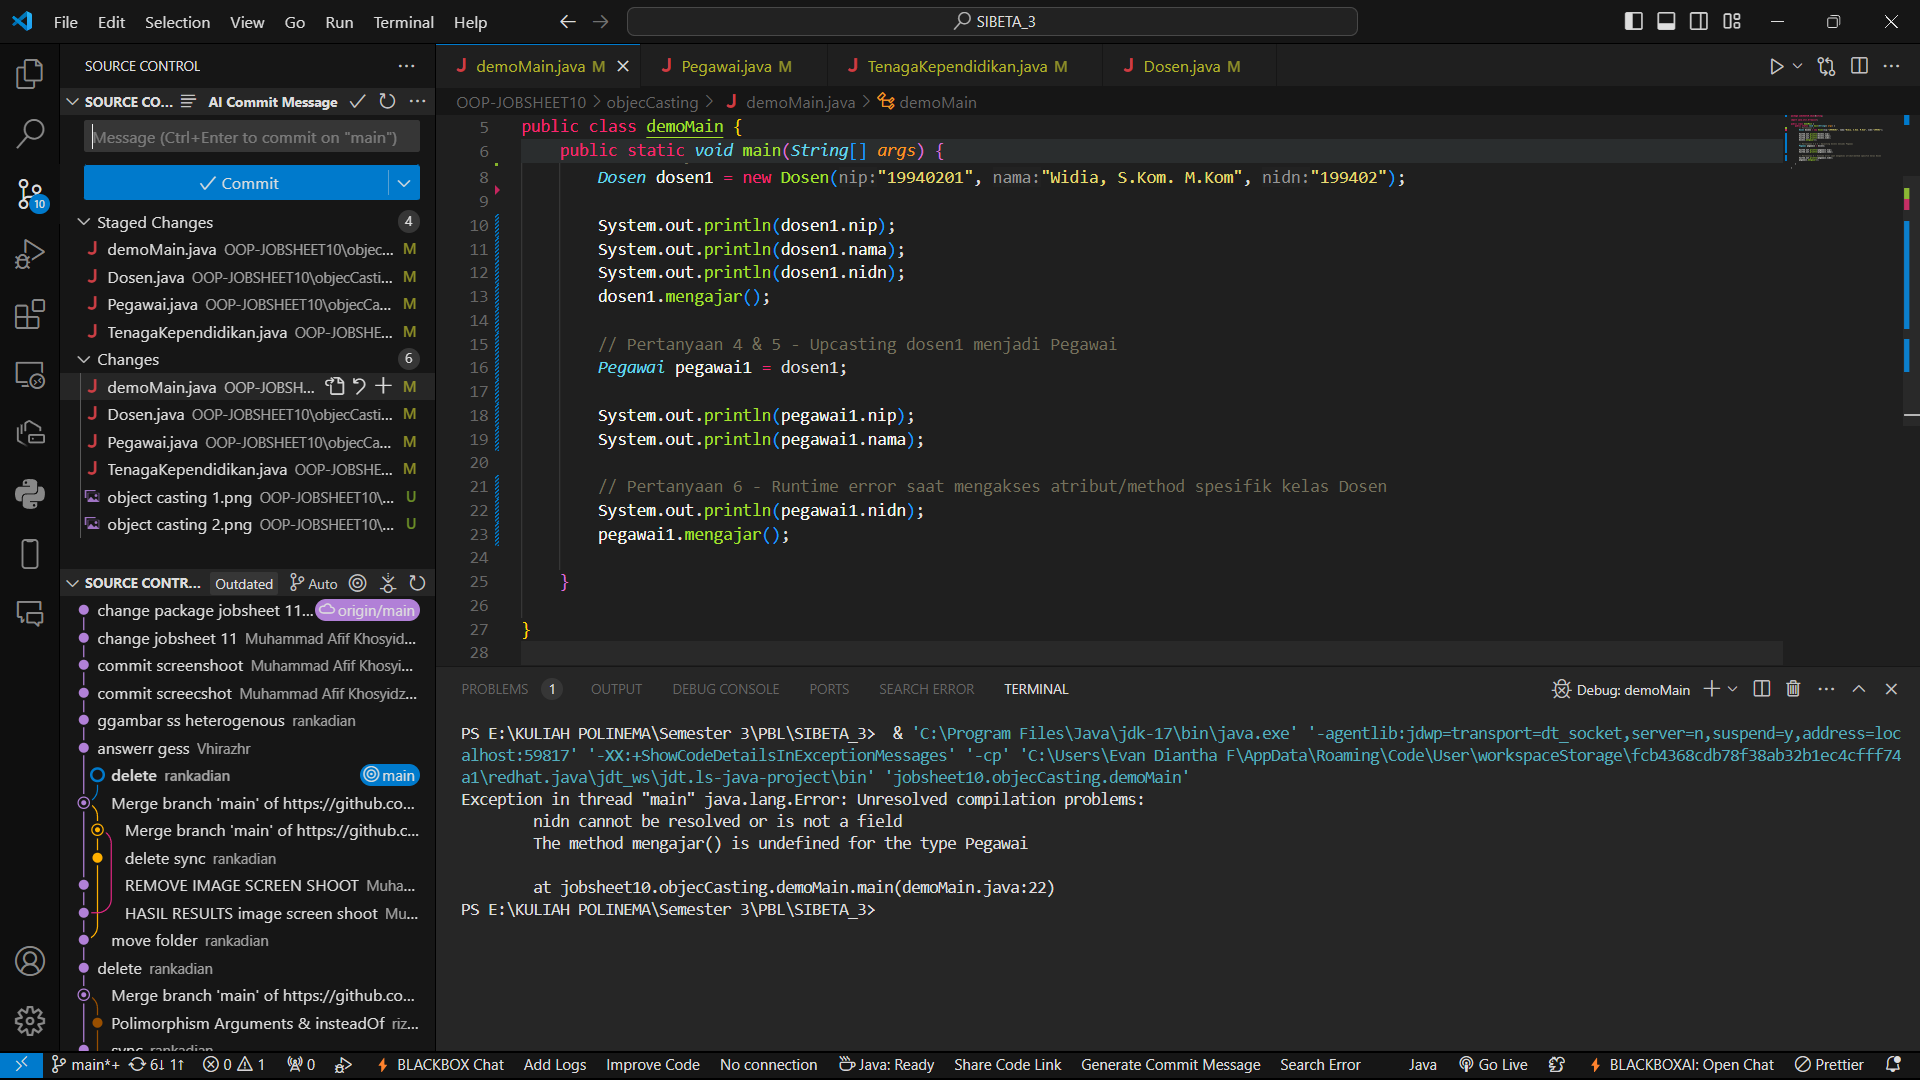 File Edit Selection View Go Run Terminal Help
SIBETA_3
SOURCE CONTROL
SOURCE CO... AI Commit Message
Message (Ctrl+Enter to commit on "main")
Commit
Staged Changes 4
demoMain.java OOP-JOBSHEET10\objec... M
Dosen.java OOP-JOBSHEET10\objecCasti... M
Pegawai.java OOP-JOBSHEET10\objecCa... M
TenagaKependidikan.java OOP-JOBSHE... M
Changes 6
demoMain.java OOP-JOBSH... M
Dosen.java OOP-JOBSHEET10\objecCasti... M
Pegawai.java OOP-JOBSHEET10\objecCa... M
TenagaKependidikan.java OOP-JOBSHE... M
object casting 1.png OOP-JOBSHEET10\... U
object casting 2.png OOP-JOBSHEET10\... U
10
SOURCE CONTR... Outdated Auto
change package jobsheet 11... origin/main
change jobsheet 11 Muhammad Afif Khosyid...
commit screenshoot Muhammad Afif Khosyi...
commit screecshot Muhammad Afif Khosyidz...
ggambar ss heterogenous rankadian
answerr gess Vhirazhr
delete rankadian main
Merge branch 'main' of https://github.co...
Merge branch 'main' of https://github.c...
delete sync rankadian
REMOVE IMAGE SCREEN SHOOT Muha...
HASIL RESULTS image screen shoot Mu...
move folder rankadian
delete rankadian
Merge branch 'main' of https://github.co...
Polimorphism Arguments & insteadOf riz...
sync rankadian
demoMain.java M Pegawai.java M TenagaKependidikan.java M Dosen.java M
OOP-JOBSHEET10 > objecCasting > demoMain.java > demoMain
5 public class demoMain {
6 public static void main(String[] args) {
8 Dosen dosen1 = new Dosen(nip:"19940201", nama:"Widia, S.Kom. M.Kom", nidn:"199402");
9
10 System.out.println(dosen1.nip);
11 System.out.println(dosen1.nama);
12 System.out.println(dosen1.nidn);
13 dosen1.mengajar();
14
15 // Pertanyaan 4 & 5 - Upcasting dosen1 menjadi Pegawai
16 Pegawai pegawai1 = dosen1;
17
18 System.out.println(pegawai1.nip);
19 System.out.println(pegawai1.nama);
20
21 // Pertanyaan 6 - Runtime error saat mengakses atribut/method spesifik kelas Dosen
22 System.out.println(pegawai1.nidn);
23 pegawai1.mengajar();
24
25 }
26
27 }
28
PROBLEMS 1 OUTPUT DEBUG CONSOLE PORTS SEARCH ERROR TERMINAL Debug: demoMain
PS E:\KULIAH POLINEMA\Semester 3\PBL\SIBETA_3> & 'C:\Program Files\Java\jdk-17\bin\java.exe' '-agentlib:jdwp=transport=dt_socket,server=n,suspend=y,address=loc
alhost:59817' '-XX:+ShowCodeDetailsInExceptionMessages' '-cp' 'C:\Users\Evan Diantha F\AppData\Roaming\Code\User\workspaceStorage\fcb4368cdb78f38ab32b1ec4cfff74
a1\redhat.java\jdt_ws\jdt.ls-java-project\bin' 'jobsheet10.objecCasting.demoMain'
Exception in thread "main" java.lang.Error: Unresolved compilation problems:
nidn cannot be resolved or is not a field
The method mengajar() is undefined for the type Pegawai
at jobsheet10.objecCasting.demoMain.main(demoMain.java:22)
PS E:\KULIAH POLINEMA\Semester 3\PBL\SIBETA_3>
main*+ 6↓ 1↑ 0 1 0 BLACKBOX Chat Add Logs Improve Code No connection Java: Ready Share Code Link Generate Commit Message Search Error Java Go Live BLACKBOXAI: Open Chat Prettier